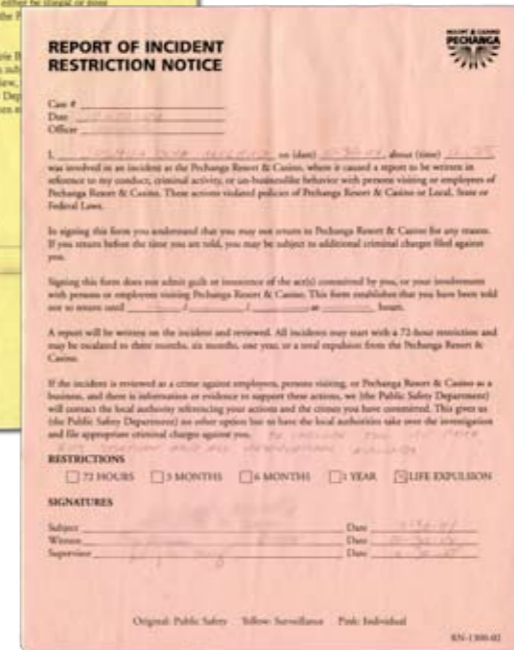 either be illegal or none
the P
RESORT & CASINO
PECHANGA
REPORT OF INCIDENT
RESTRICTION NOTICE
Case #
Date
Officer
I, on (date) about (time)
was involved in an incident at the Pechanga Resort & Casino, where it caused a report to be written in
reference to my conduct, criminal activity, or un-businesslike behavior with persons visiting or employees of
Pechanga Resort & Casino. These actions violated policies of Pechanga Resort & Casino or Local, State or
Federal Laws.
In signing this form you understand that you may not return to Pechanga Resort & Casino for any reason.
If you return before the time you are told, you may be subject to additional criminal charges filed against
you.
Signing this form does not admit guilt or innocence of the act(s) committed by you, or your involvement
with persons or employees visiting Pechanga Resort & Casino. This form establishes that you have been told
not to return until / / at hours.
A report will be written on the incident and reviewed. All incidents may start with a 72-hour restriction and
may be escalated to three months, six months, one year, or a total expulsion from the Pechanga Resort &
Casino.
If the incident is reviewed as a crime against employees, persons visiting, or Pechanga Resort & Casino as a
business, and there is information or evidence to support these actions, we (the Public Safety Department)
will contact the local authority referencing your actions and the crimes you have committed. This gives us
(the Public Safety Department) no other option but to have the local authorities take over the investigation
and file appropriate criminal charges against you.
RESTRICTIONS
72 HOURS 3 MONTHS 6 MONTHS 1 YEAR LIFE EXPULSION
SIGNATURES
Subject Date
Witness Date
Supervisor Date
Original: Public Safety Yellow: Surveillance Pink: Individual
RN-1300-02